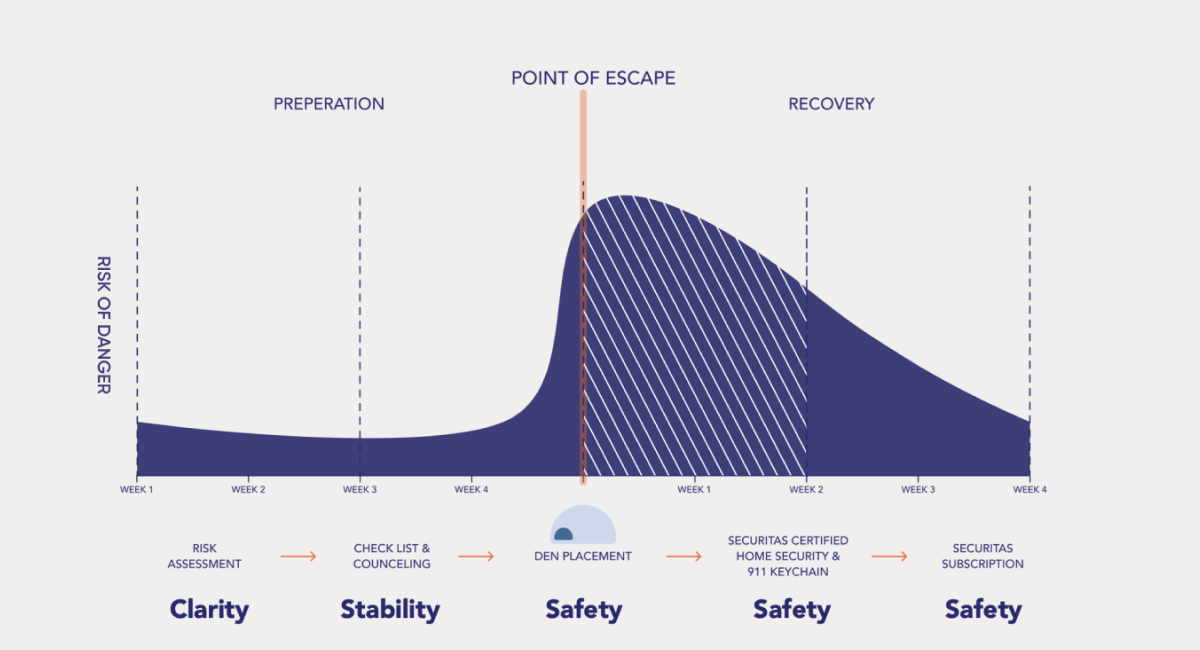 POINT OF ESCAPE
PREPERATION
RECOVERY
RISK OF DANGER
WEEK 1
WEEK 2
WEEK 3
WEEK 4
WEEK 1
WEEK 2
WEEK 3
WEEK 4
RISK
ASSESSMENT
CHECK LIST &
COUNCELING
DEN PLACEMENT
SECURITAS CERTIFIED
HOME SECURITY &
911 KEYCHAIN
SECURITAS
SUBSCRIPTION
Clarity
Stability
Safety
Safety
Safety